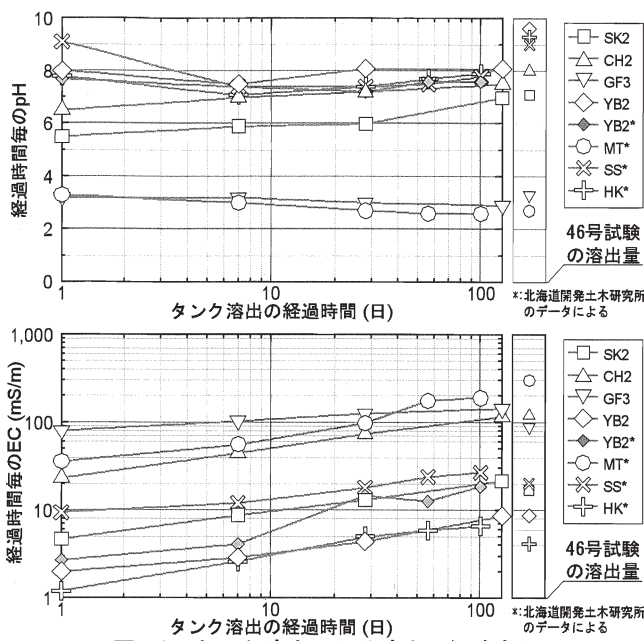 10
8
6
4
2
0
経過時間毎のpH
1
10
100
タンク溶出の経過時間 (日)
SK2
CH2
GF3
YB2
YB2*
MT*
SS*
HK*
46号試験
の溶出量
*:北海道開発土木研究所
のデータによる
1,000
100
10
1
経過時間毎のEC (mS/m)
1
10
100
タンク溶出の経過時間 (日)
SK2
CH2
GF3
YB2
YB2*
MT*
SS*
HK*
46号試験
の溶出量
*:北海道開発土木研究所
のデータによる